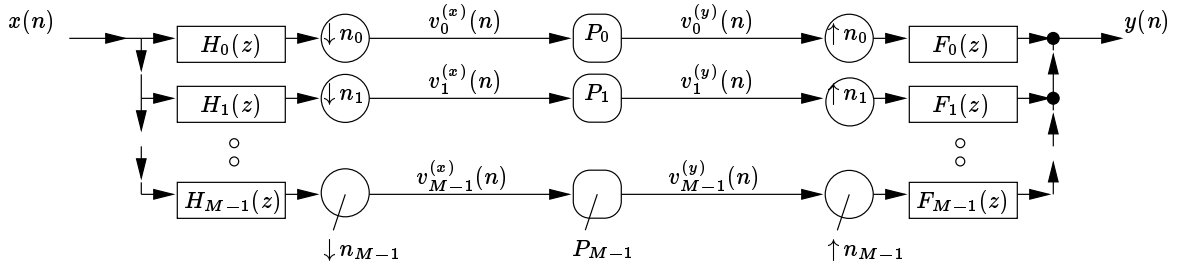 x(n) H_0(z) ↓n_0 v_0^{(x)}(n) P_0 v_0^{(y)}(n) ↑n_0 F_0(z) y(n)
H_1(z) ↓n_1 v_1^{(x)}(n) P_1 v_1^{(y)}(n) ↑n_1 F_1(z)
H_{M−1}(z) v_{M−1}^{(x)}(n) v_{M−1}^{(y)}(n) F_{M−1}(z)
↓n_{M−1} P_{M−1} ↑n_{M−1}